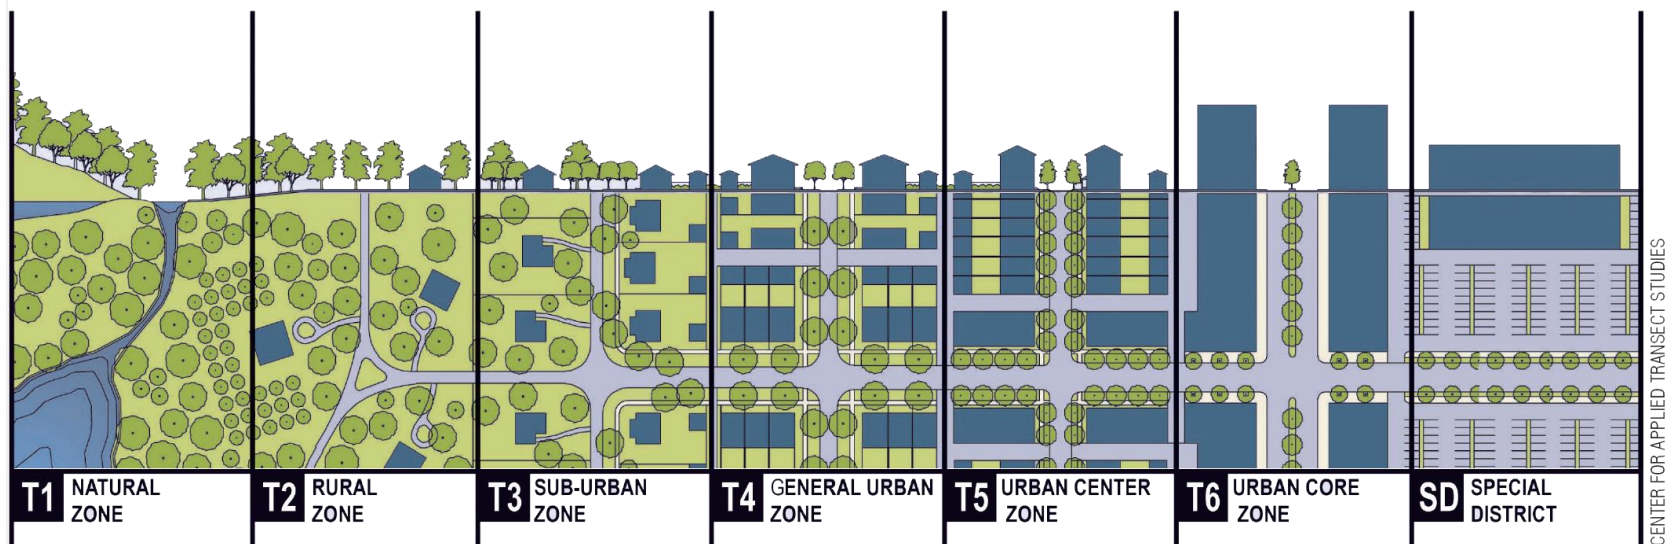 T1 NATURAL
ZONE
T2 RURAL
ZONE
T3 SUB-URBAN
ZONE
T4 GENERAL URBAN
ZONE
T5 URBAN CENTER
ZONE
T6 URBAN CORE
ZONE
SD SPECIAL
DISTRICT
CENTER FOR APPLIED TRANSECT STUDIES